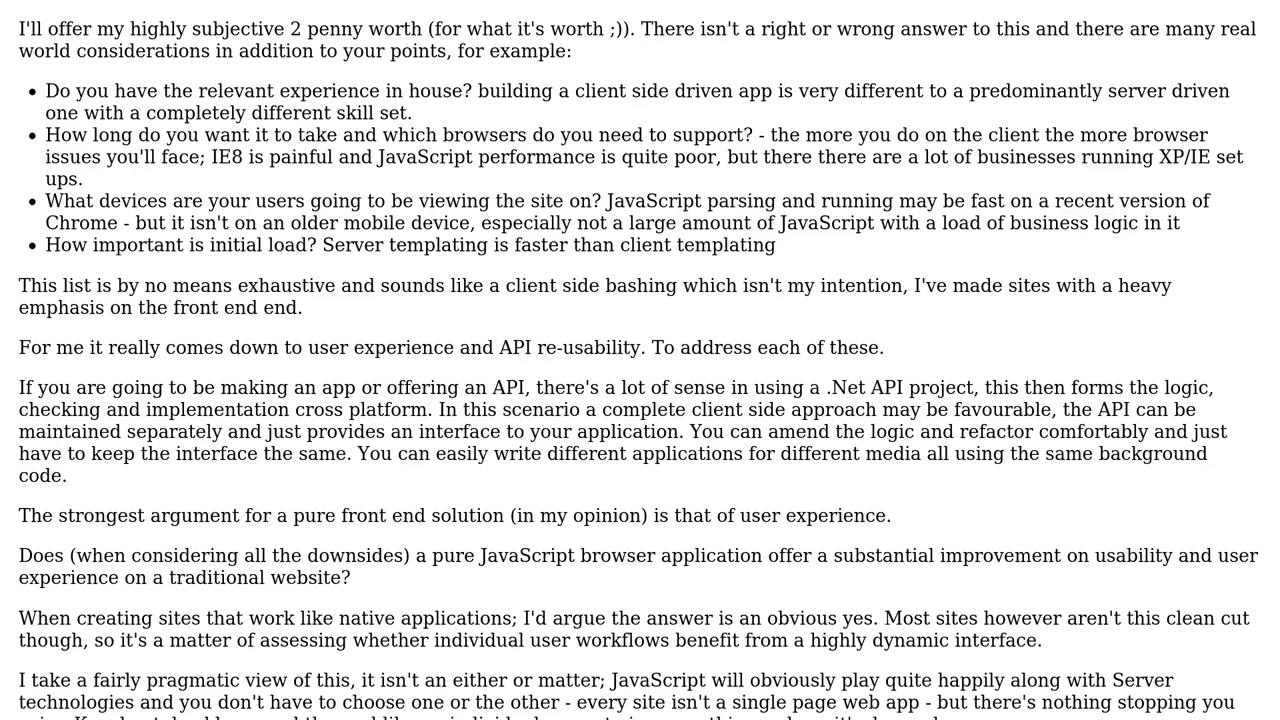 I'll offer my highly subjective 2 penny worth (for what it's worth ;)). There isn't a right or wrong answer to this and there are many real
world considerations in addition to your points, for example:
• Do you have the relevant experience in house? building a client side driven app is very different to a predominantly server driven
one with a completely different skill set.
• How long do you want it to take and which browsers do you need to support? - the more you do on the client the more browser
issues you'll face; IE8 is painful and JavaScript performance is quite poor, but there there are a lot of businesses running XP/IE set
ups.
• What devices are your users going to be viewing the site on? JavaScript parsing and running may be fast on a recent version of
Chrome - but it isn't on an older mobile device, especially not a large amount of JavaScript with a load of business logic in it
• How important is initial load? Server templating is faster than client templating
This list is by no means exhaustive and sounds like a client side bashing which isn't my intention, I've made sites with a heavy
emphasis on the front end end.
For me it really comes down to user experience and API re-usability. To address each of these.
If you are going to be making an app or offering an API, there's a lot of sense in using a .Net API project, this then forms the logic,
checking and implementation cross platform. In this scenario a complete client side approach may be favourable, the API can be
maintained separately and just provides an interface to your application. You can amend the logic and refactor comfortably and just
have to keep the interface the same. You can easily write different applications for different media all using the same background
code.
The strongest argument for a pure front end solution (in my opinion) is that of user experience.
Does (when considering all the downsides) a pure JavaScript browser application offer a substantial improvement on usability and user
experience on a traditional website?
When creating sites that work like native applications; I'd argue the answer is an obvious yes. Most sites however aren't this clean cut
though, so it's a matter of assessing whether individual user workflows benefit from a highly dynamic interface.
I take a fairly pragmatic view of this, it isn't an either or matter; JavaScript will obviously play quite happily along with Server
technologies and you don't have to choose one or the other - every site isn't a single page web app - but there's nothing stopping you